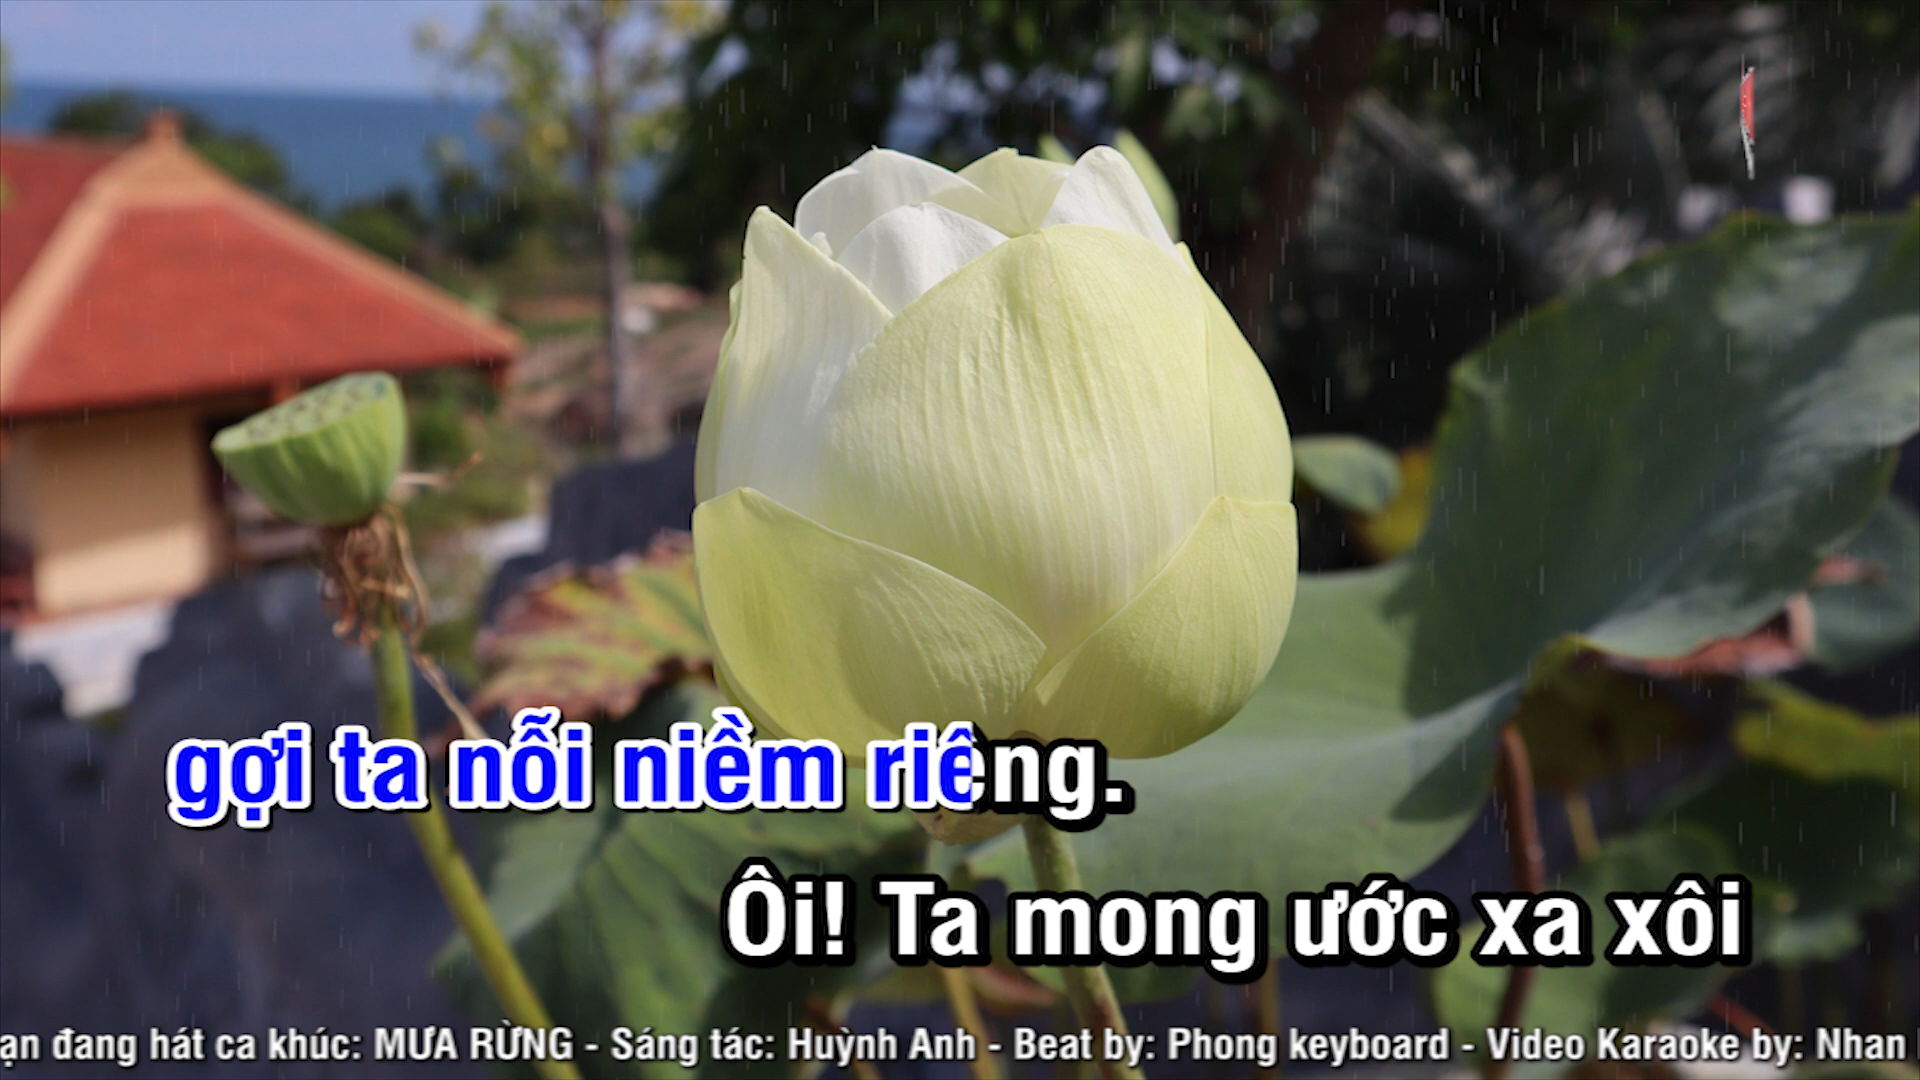 gợi ta nỗi niềm riêng.
Ôi! Ta mong ước xa xôi
ạn đang hát ca khúc: MƯA RỪNG - Sáng tác: Huỳnh Anh - Beat by: Phong keyboard - Video Karaoke by: Nhan